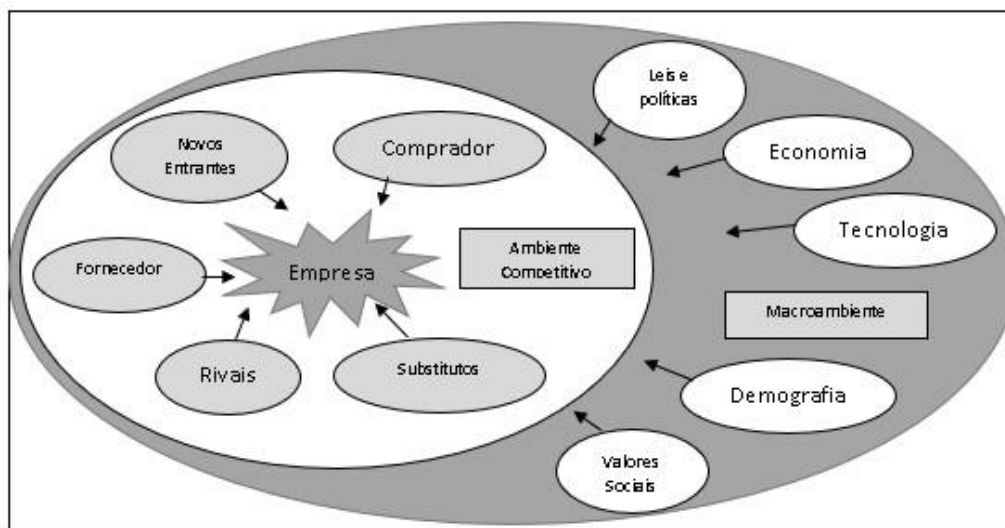 Leis e
políticas
Novos
Entrantes
Comprador
Economia
Tecnologia
Fornecedor
Empresa
Ambiente
Competitivo
Macroambiente
Rivais
Substitutos
Demografia
Valores
Sociais